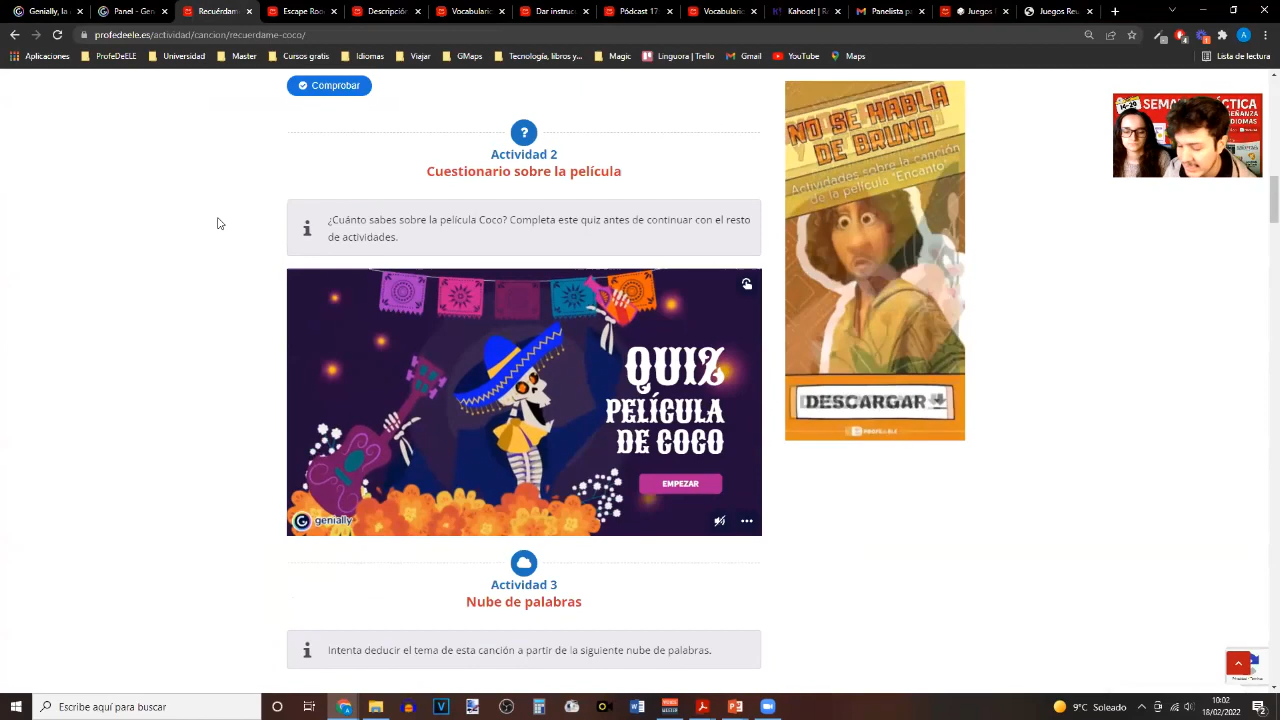 Genially, la
Panel - Gen
Recuérdam
Escape Roo
Descripció
Dar instruc
Pódcast 17
Vocabulario
Kahoot! | R
Panelista p
Juegos
Juegos Reu
profedeele.es/actividad/cancion/recuerdame-coco/
Aplicaciones
ProfeDELE
Universidad
Master
Cursos gratis
Idiomas
Viajar
GMaps
Tecnología, libros y...
Magic
Linguora | Trello
Gmail
YouTube
Maps
Lista de lectura
Comprobar
Actividad 2
Cuestionario sobre la película
¿Cuánto sabes sobre la película Coco? Completa este quiz antes de continuar con el resto
de actividades.
QUIZ
PELÍCULA
DE COCO
EMPEZAR
genially
Actividad 3
Nube de palabras
Intenta deducir el tema de esta canción a partir de la siguiente nube de palabras.
NO SE HABLA
DE BRUNO
Actividades sobre la canción
de la película "Encanto"
DESCARGAR
Escribe aquí para buscar
9°C Soleado
10:02
18/02/2022